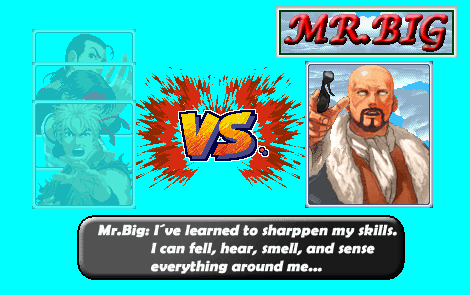 MR.BIG
VS.
Mr.Big: I´ve learned to sharppen my skills.
I can fell, hear, smell, and sense
everything around me...